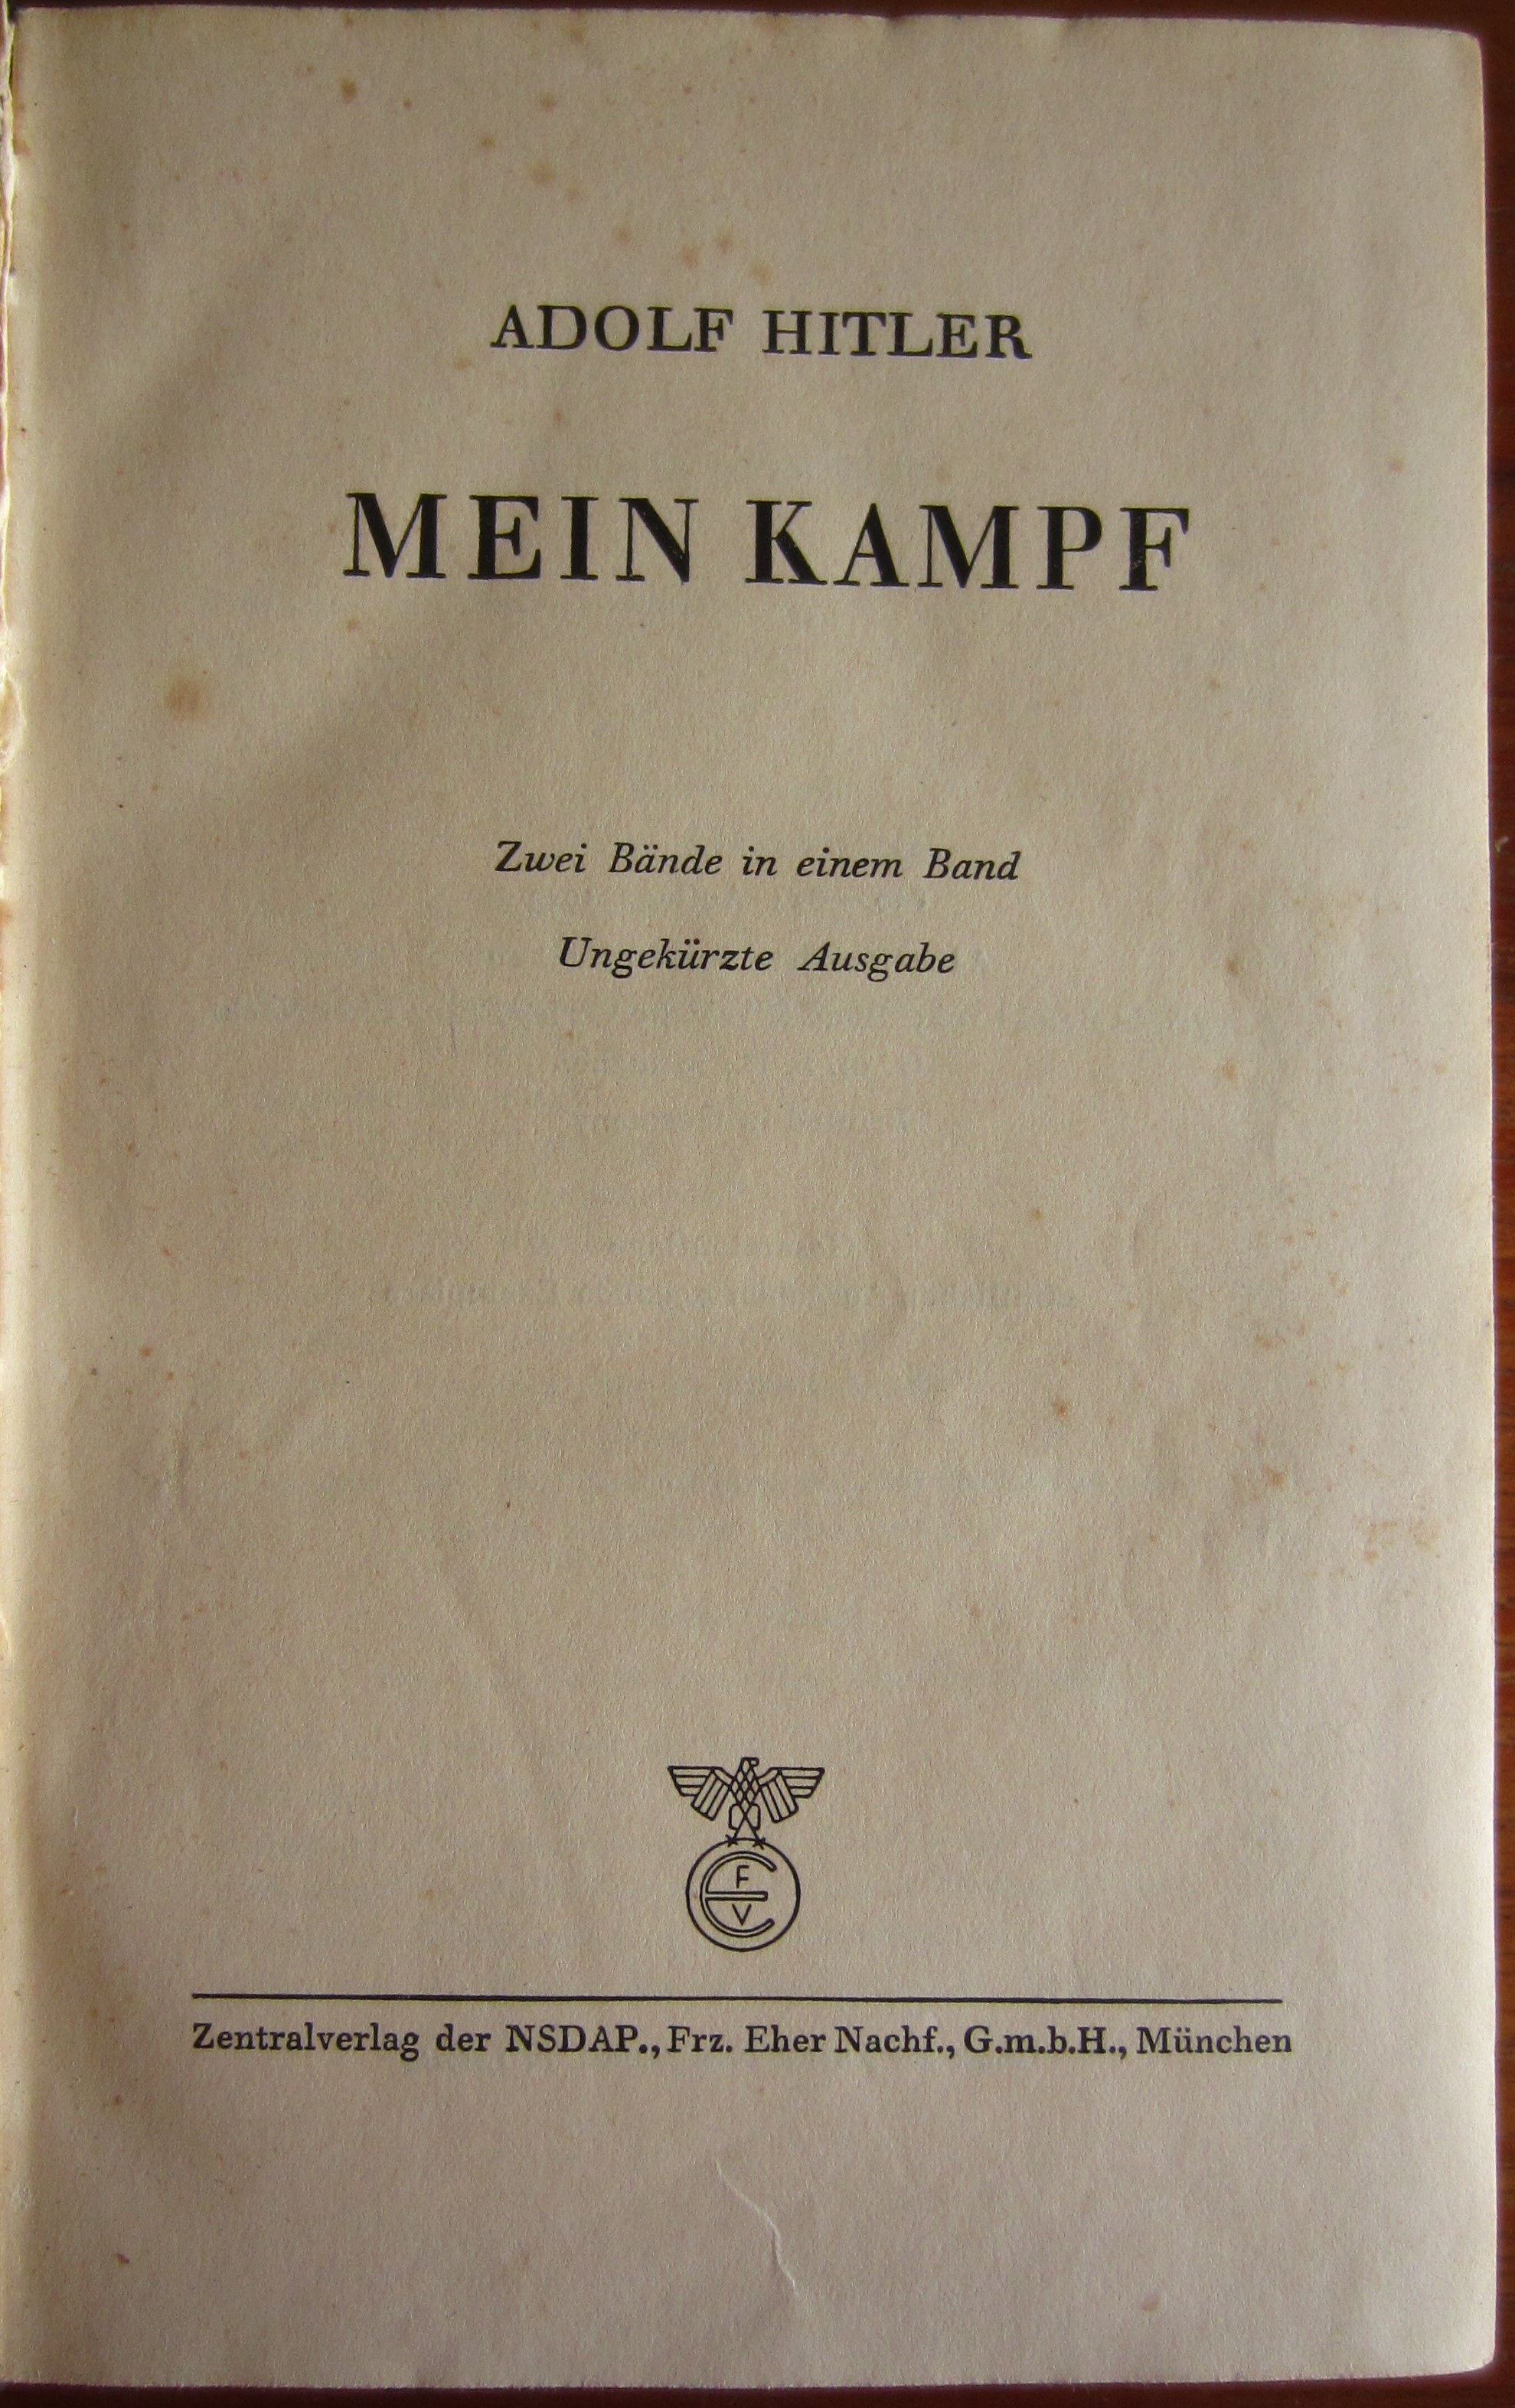 ADOLF HITLER
MEIN KAMPF
Zwei Bände in einem Band
Ungekürzte Ausgabe
F
E
V
Zentralverlag der NSDAP., Frz. Eher Nachf., G.m.b.H., München